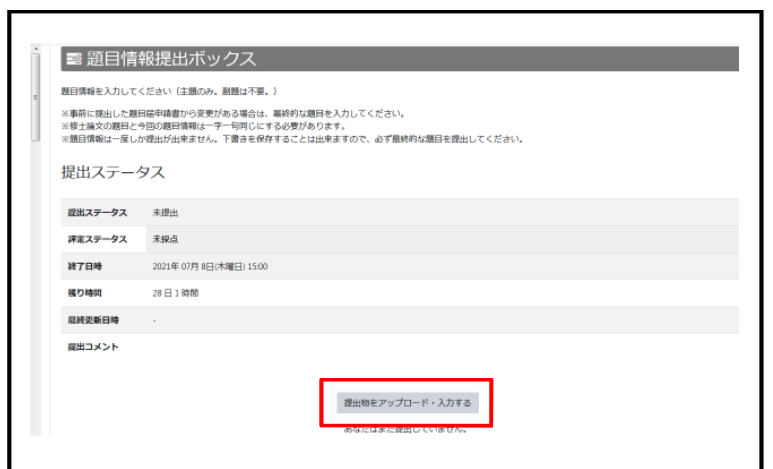 題目情報提出ボックス
題目情報を入力してください（主題のみ。副題は不要。）
※事前に提出した題目届申請書から変更がある場合は、最終的な題目を入力してください。
※修士論文の題目と今回の題目情報は一字一句同じにする必要があります。
※題目情報は一度しか提出が出来ません。下書きを保存することは出来ますので、必ず最終的な題目を提出してください。
提出ステータス
提出ステータス 未提出
評定ステータス 未採点
終了日時 2021年 07月 8日(木曜日) 15:00
残り時間 28 日 1 時間
最終更新日時 -
提出コメント
提出物をアップロード・入力する
あなたはまだ提出していません。